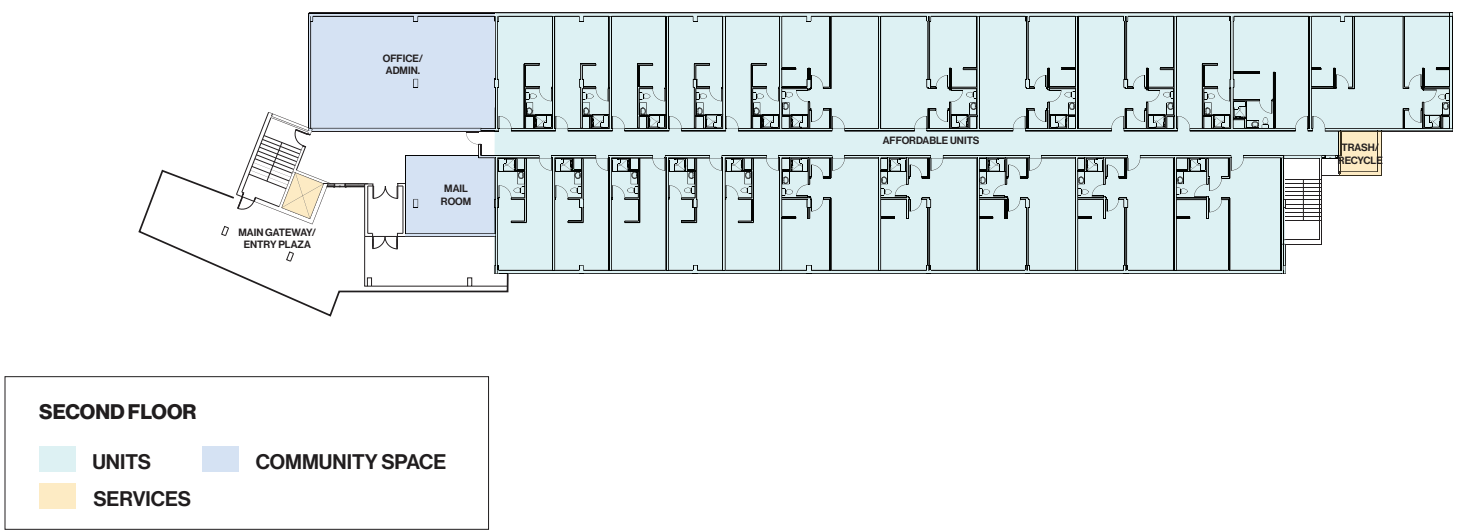 OFFICE/
ADMIN.
AFFORDABLE UNITS
TRASH/
RECYCLE
MAIL
ROOM
MAIN GATEWAY/
ENTRY PLAZA
SECOND FLOOR
UNITS
COMMUNITY SPACE
SERVICES